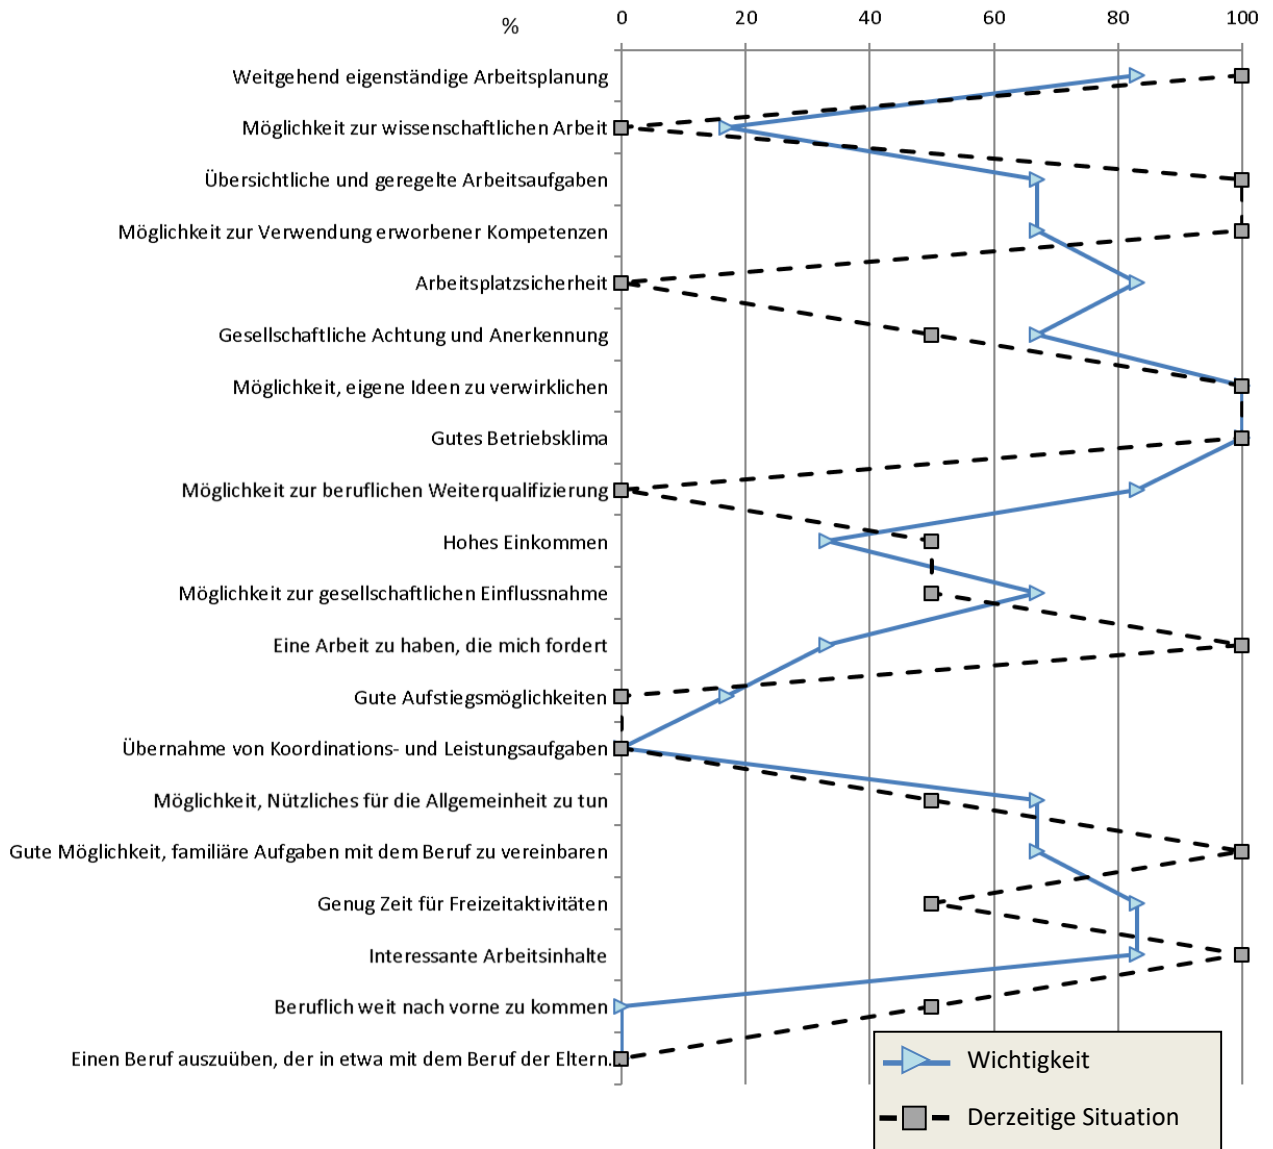 % 0 20 40 60 80 100
Weitgehend eigenständige Arbeitsplanung
Möglichkeit zur wissenschaftlichen Arbeit
Übersichtliche und geregelte Arbeitsaufgaben
Möglichkeit zur Verwendung erworbener Kompetenzen
Arbeitsplatzsicherheit
Gesellschaftliche Achtung und Anerkennung
Möglichkeit, eigene Ideen zu verwirklichen
Gutes Betriebsklima
Möglichkeit zur beruflichen Weiterqualifizierung
Hohes Einkommen
Möglichkeit zur gesellschaftlichen Einflussnahme
Eine Arbeit zu haben, die mich fordert
Gute Aufstiegsmöglichkeiten
Übernahme von Koordinations- und Leistungsaufgaben
Möglichkeit, Nützliches für die Allgemeinheit zu tun
Gute Möglichkeit, familiäre Aufgaben mit dem Beruf zu vereinbaren
Genug Zeit für Freizeitaktivitäten
Interessante Arbeitsinhalte
Beruflich weit nach vorne zu kommen
Einen Beruf auszuüben, der in etwa mit dem Beruf der Eltern.
Wichtigkeit
Derzeitige Situation